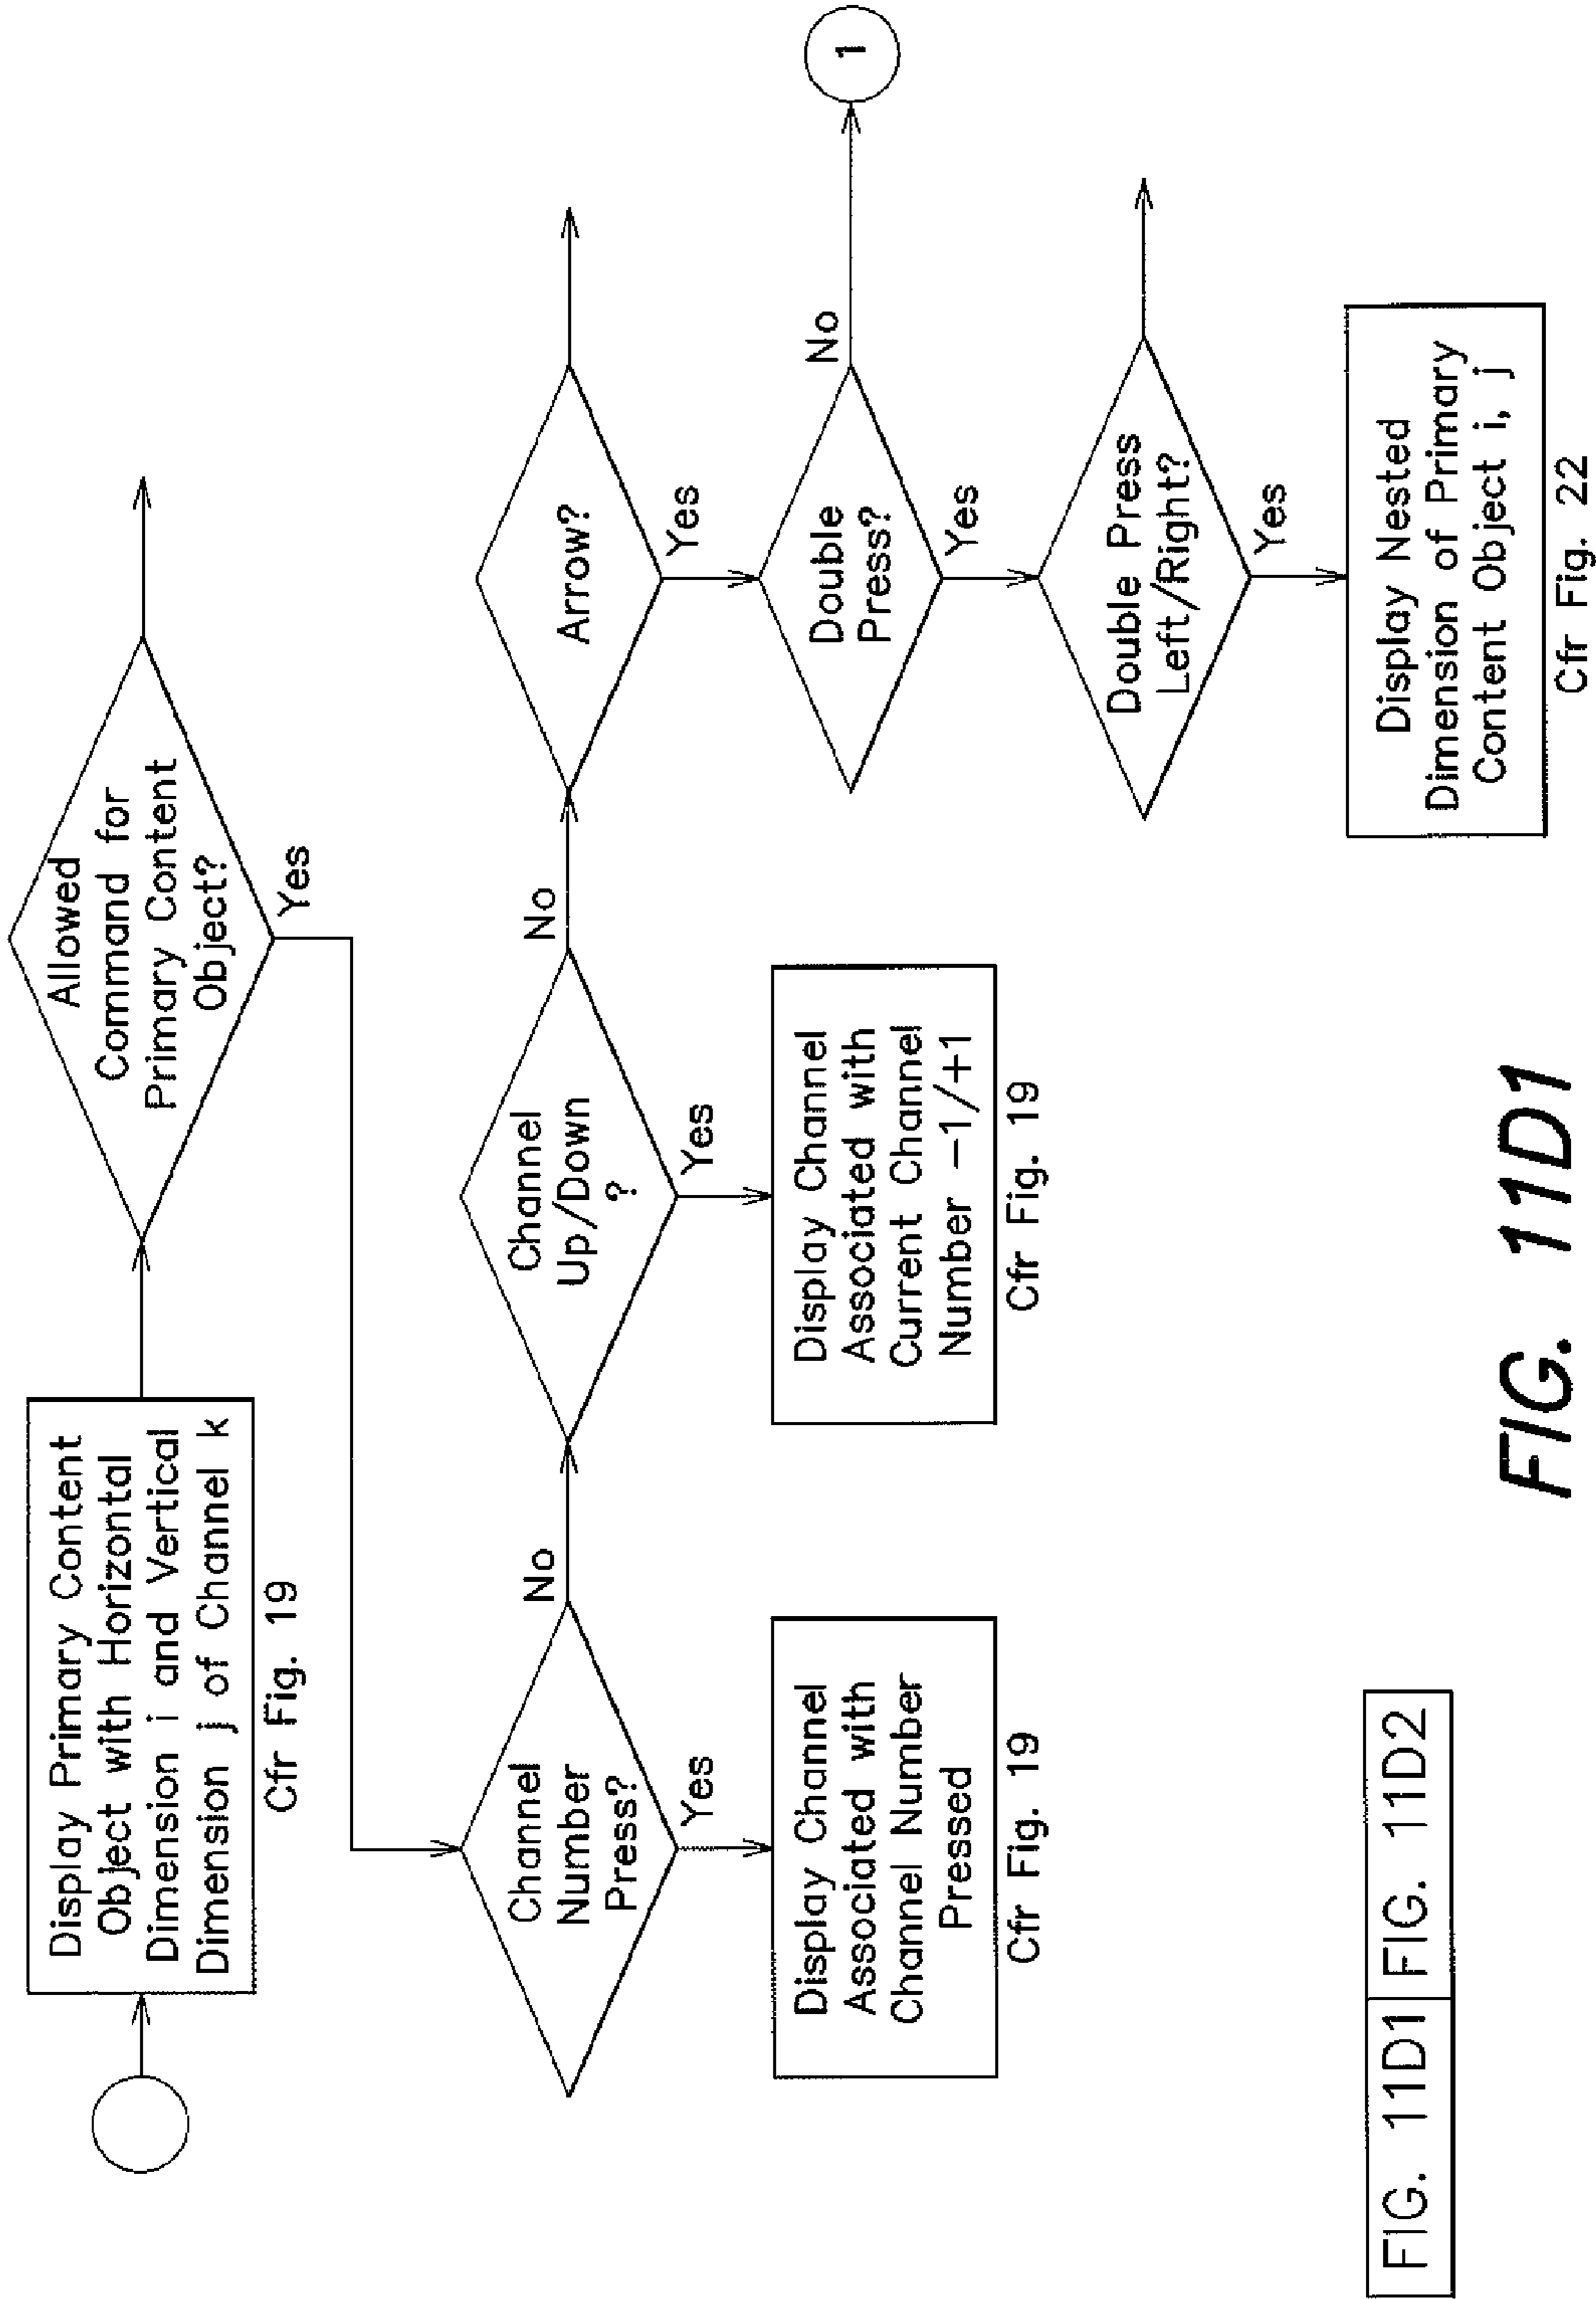 Display Primary Content
Object with Horizontal
Dimension i and Vertical
Dimension j of Channel k
Cfr Fig. 19
Allowed
Command for
Primary Content
Object?
Yes
Channel
Number
Press?
No
Yes
Display Channel
Associated with
Channel Number
Pressed
Cfr Fig. 19
Channel
Up/Down
?
No
Yes
Display Channel
Associated with
Current Channel
Number -1/+1
Cfr Fig. 19
Arrow?
Yes
Double
Press?
No
1
Yes
Double Press
Left/Right?
Yes
Display Nested
Dimension of Primary
Content Object i, j
Cfr Fig. 22
FIG. 11D1 FIG. 11D2
FIG. 11D1